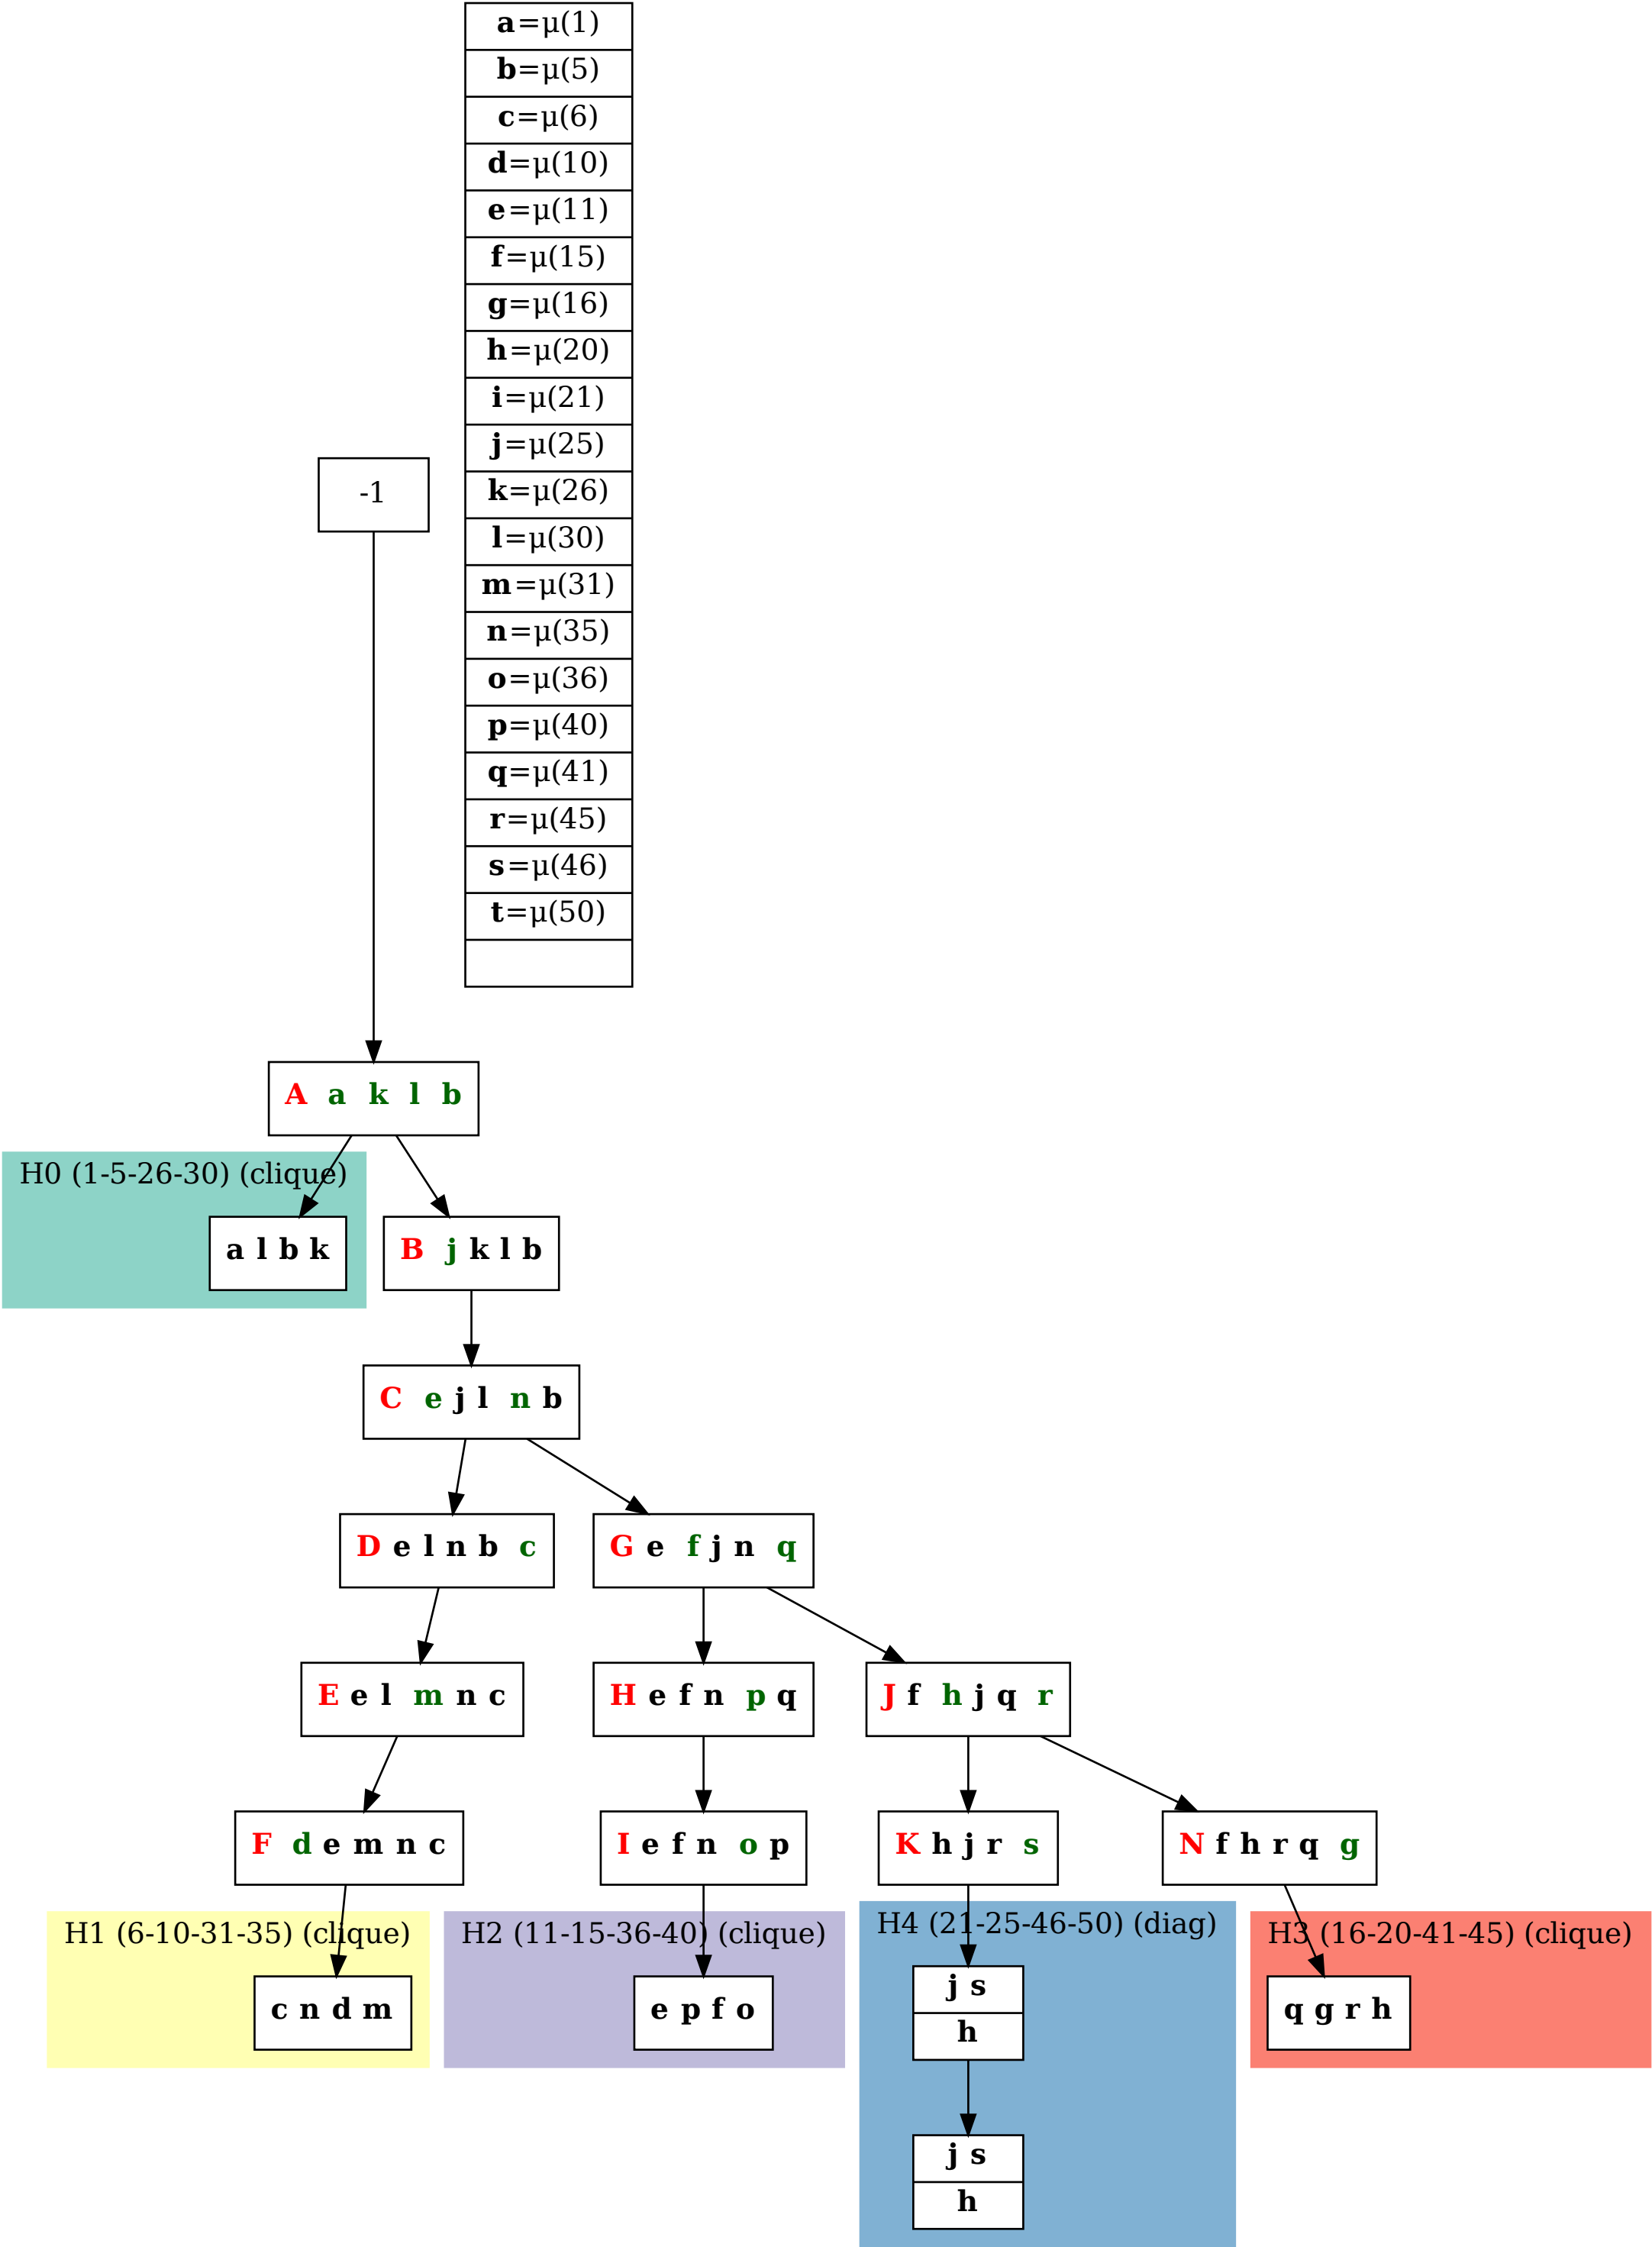 a=µ(1)
b=µ(5)
c=µ(6)
d=µ(10)
e=µ(11)
f=µ(15)
g=µ(16)
h=µ(20)
i=µ(21)
j=µ(25)
k=µ(26)
l=µ(30)
m=µ(31)
n=µ(35)
o=µ(36)
p=µ(40)
q=µ(41)
r=µ(45)
s=µ(46)
t=µ(50)
-1
A a k l b
H0 (1-5-26-30) (clique)
a l b k
B j k l b
C e j l n b
D e l n b c
G e f j n q
E e l m n c
H e f n p q
J f h j q r
F d e m n c
I e f n o p
K h j r s
N f h r q g
H1 (6-10-31-35) (clique)
c n d m
H2 (11-15-36-40) (clique)
e p f o
H4 (21-25-46-50) (diag)
j s
h
j s
h
H3 (16-20-41-45) (clique)
q g r h